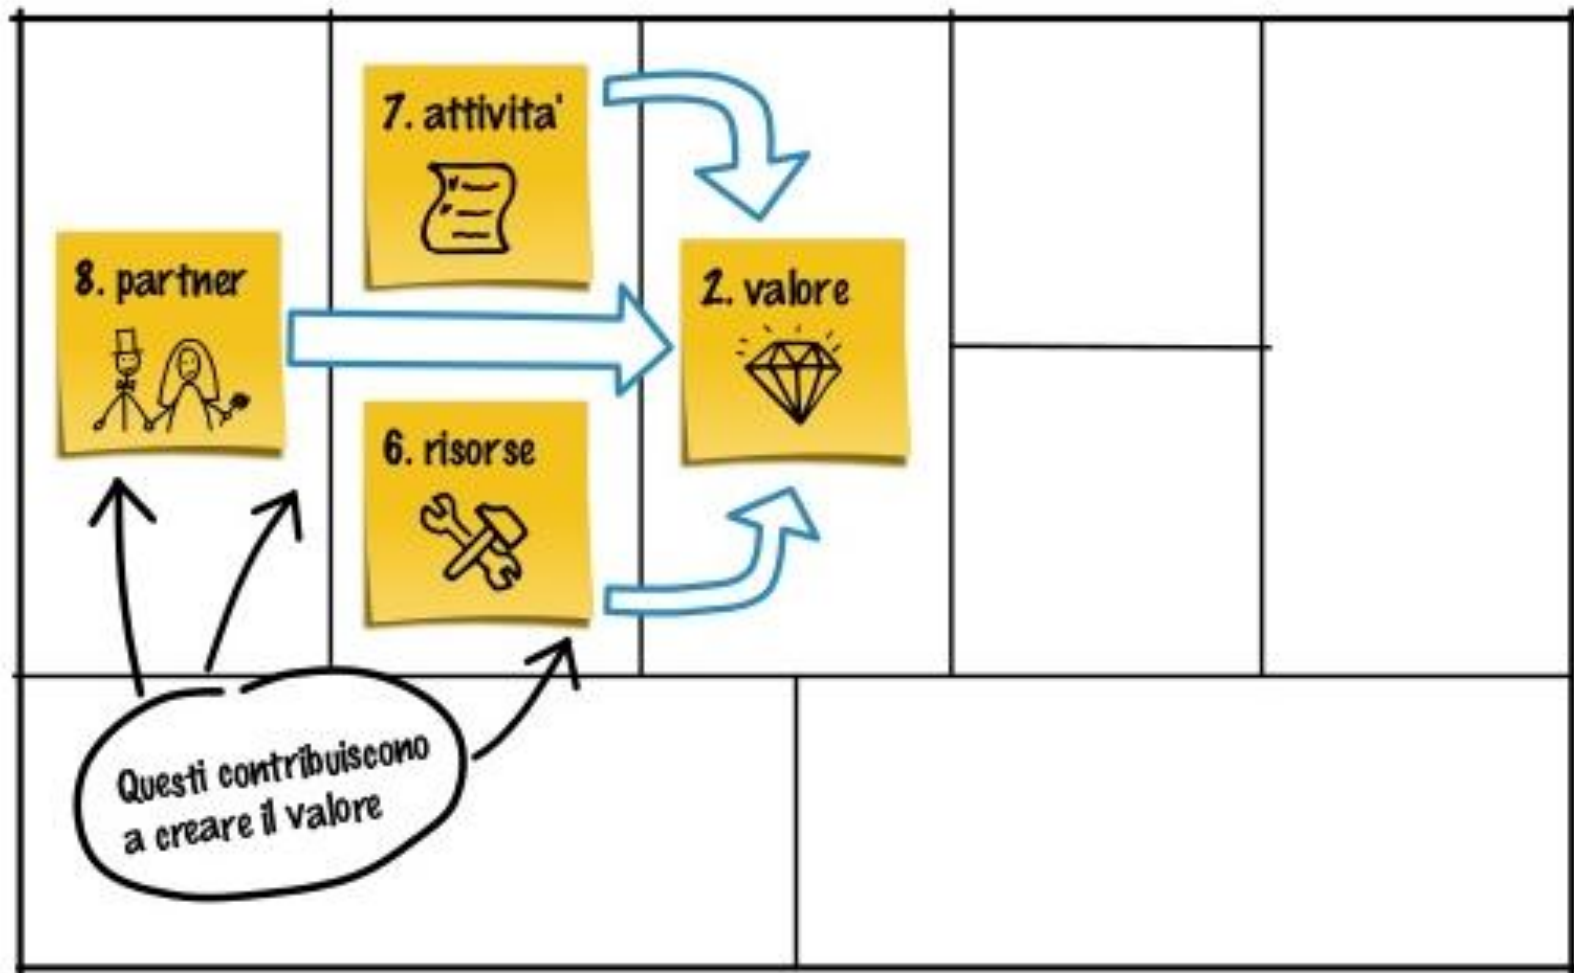 7. attivita'
8. partner
2. valore
6. risorse
Questi contribuiscono
a creare il valore